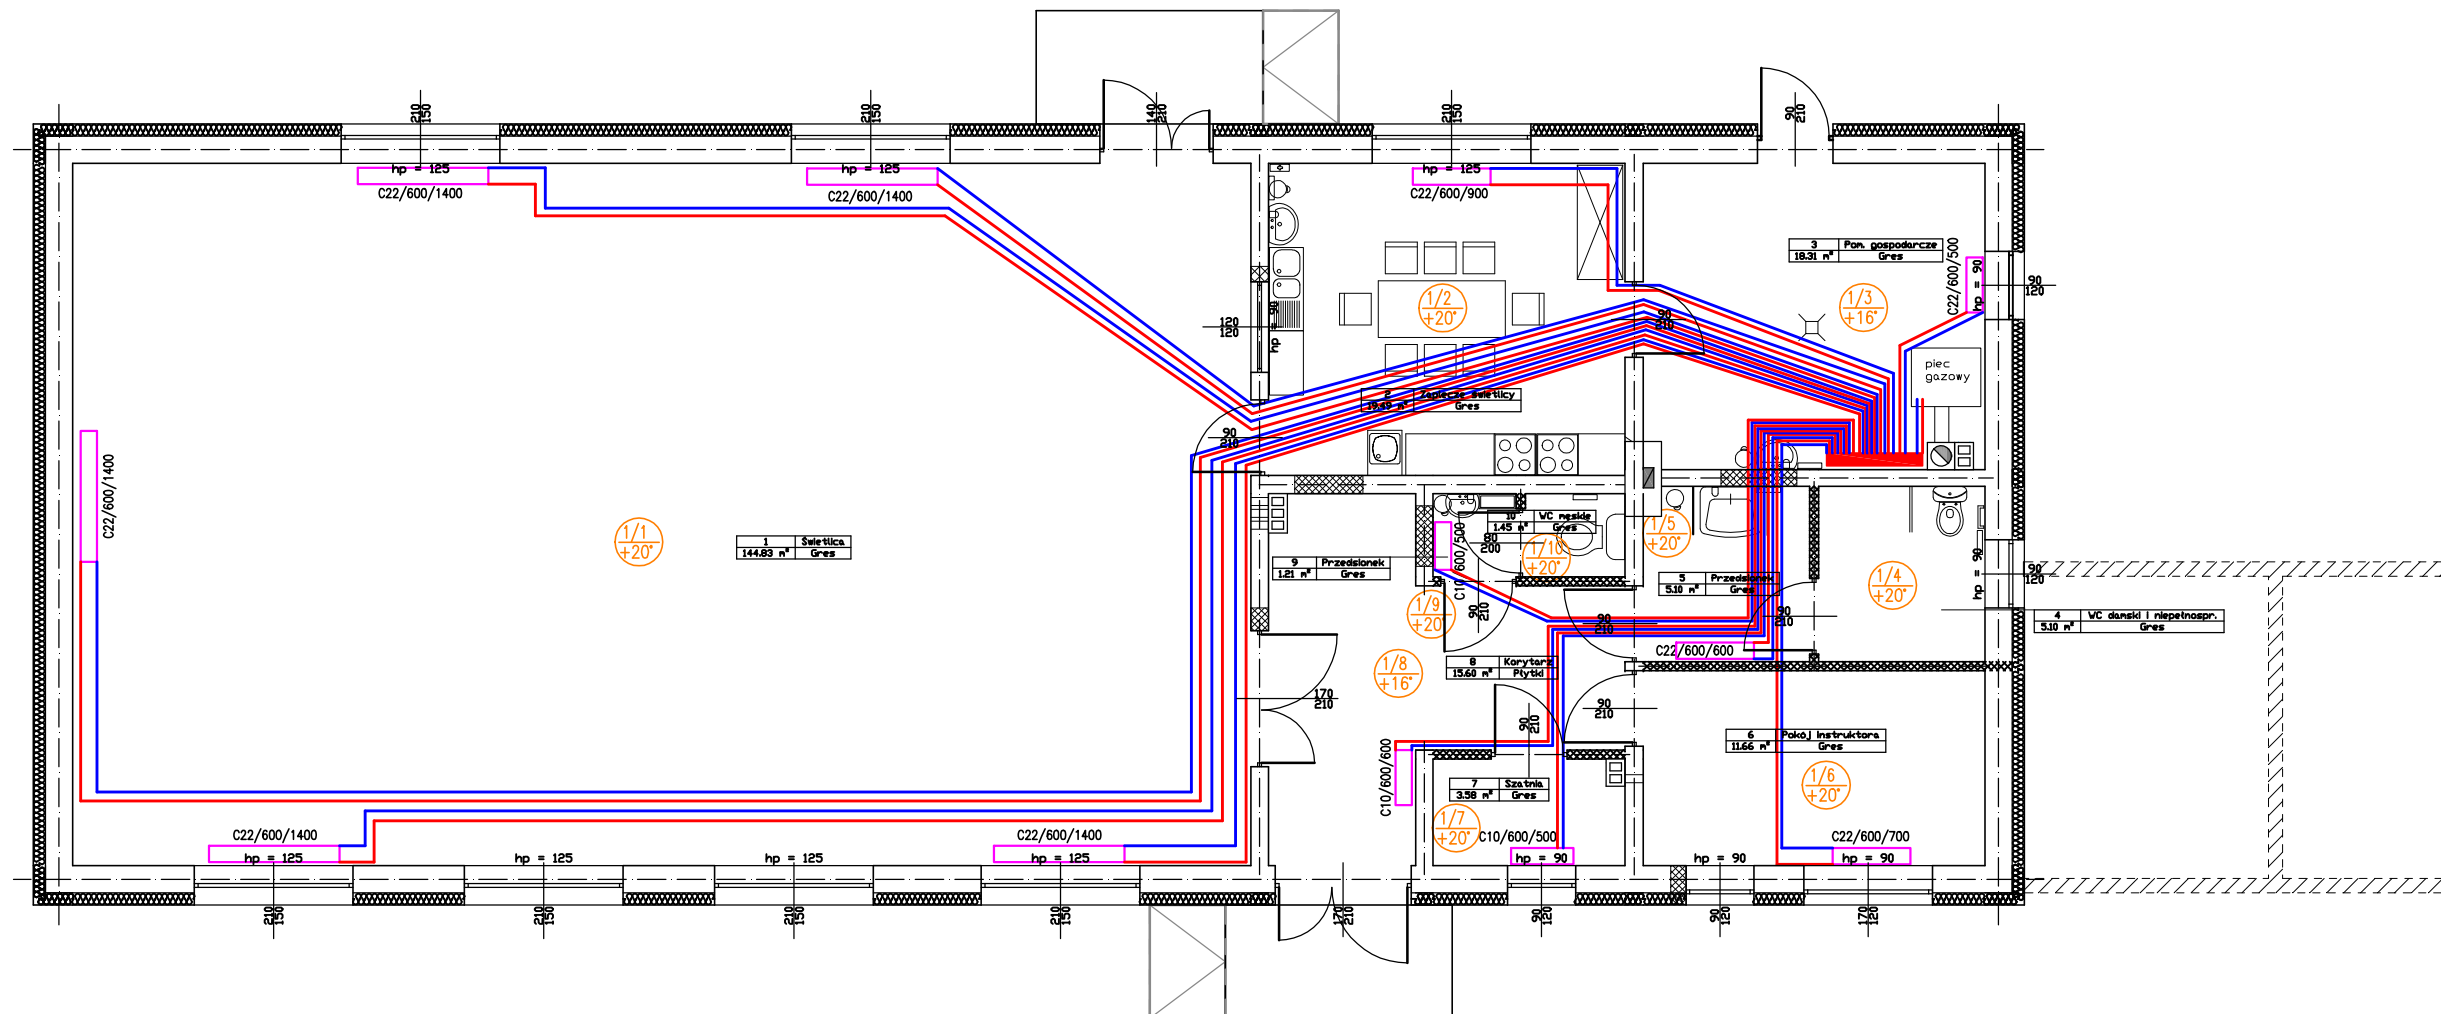 210
150
210
150
140
210
210
150
90
210
hp = 125
C22/600/1400
hp = 125
C22/600/1400
hp = 125
C22/600/900
3 Pom. gospodarcze
18.31 m² Gres
1/3
+16°
C22/600/500
hp = 90
90
120
1/2
+20°
120
120
hp = 90
90
210
piec
gazowy
2 Zaplecze świetlicy
19.49 m² Gres
90
210
C22/600/1400
1/1
+20°
1 Świetlica
144.83 m² Gres
10 WC męskie
1.45 m² Gres
80
200
1/10
+20°
1/5
+20°
C10/600/500
9 Przedsionek
1.21 m² Gres
1/9
+20°
90
210
5 Przedsionek
5.10 m² Gres
1/4
+20°
hp = 90
90
120
90
210
90
210
4 WC damski i niepełnospr.
5.10 m² Gres
C22/600/600
8 Korytarz
15.60 m² Płytki
1/8
+16°
170
210
90
210
90
210
6 Pokój instruktora
11.66 m² Gres
1/6
+20°
C10/600/600
7 Szatnia
3.58 m² Gres
1/7
+20°
C10/600/500
hp = 90
C22/600/1400
hp = 125
hp = 125
hp = 125
C22/600/1400
hp = 125
hp = 90
C22/600/700
hp = 90
210
150
210
150
210
150
210
150
170
210
90
120
90
120
170
120